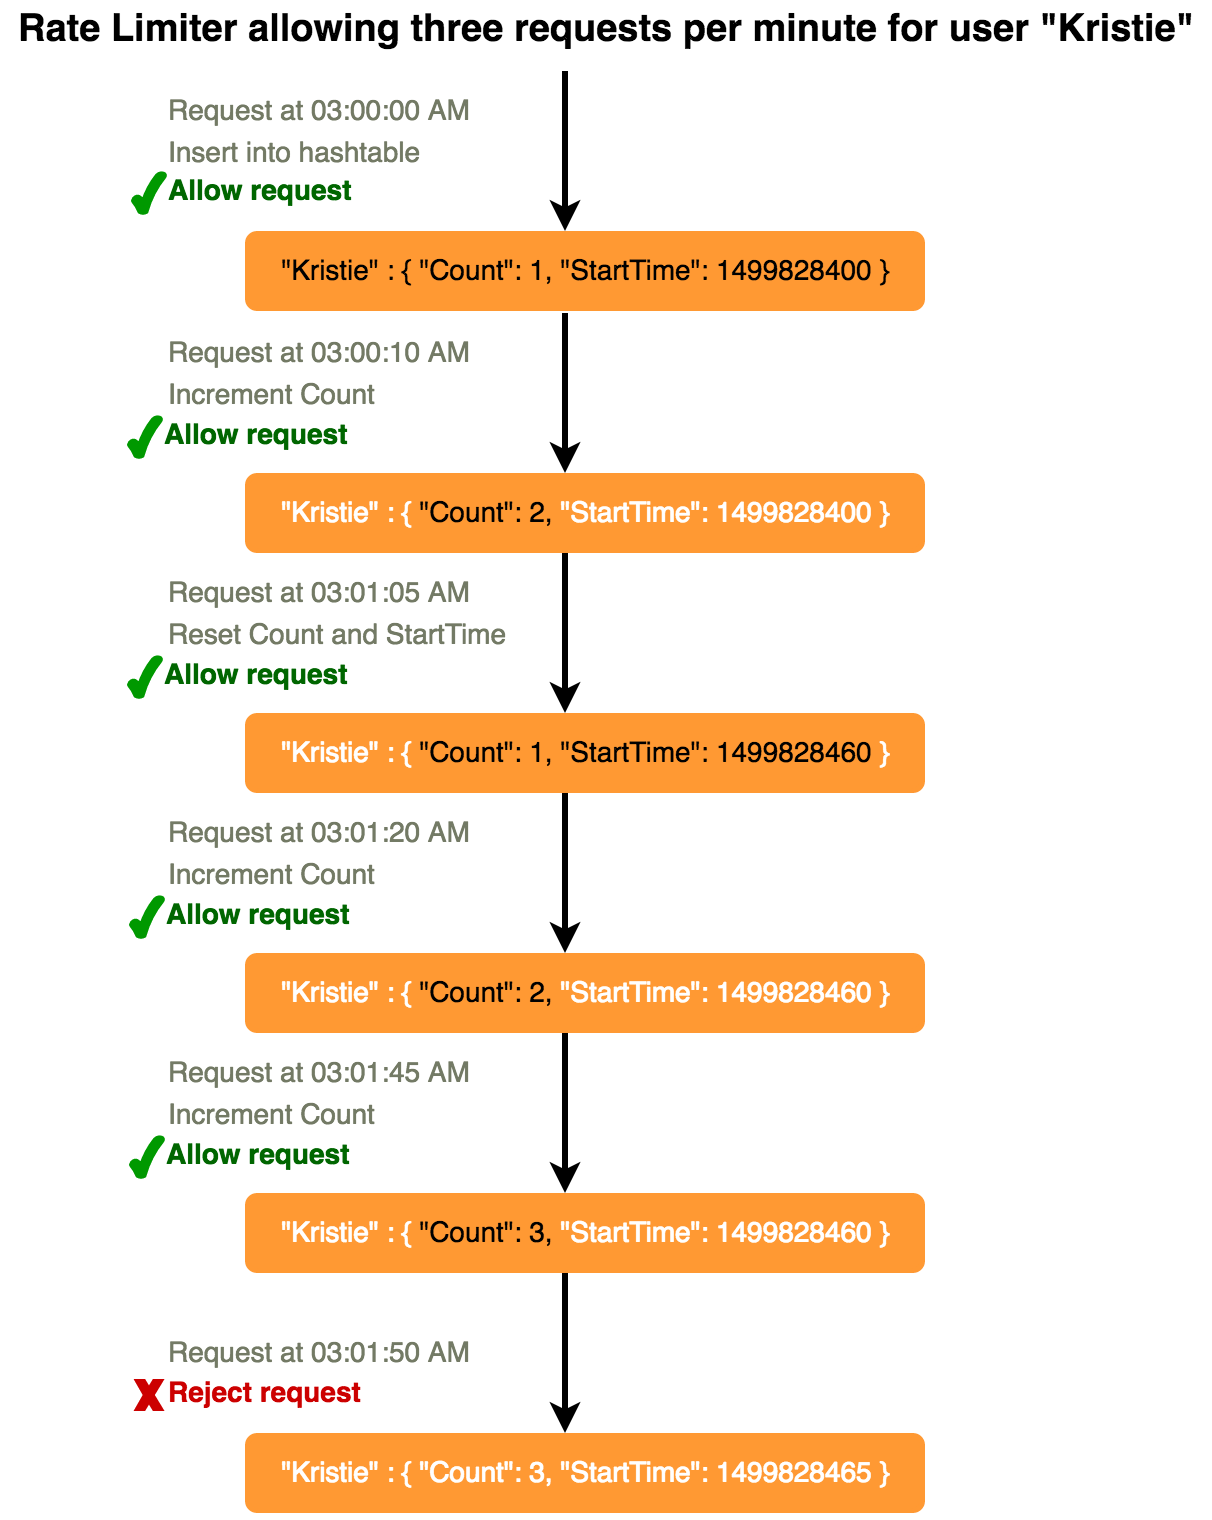 Rate Limiter allowing three requests per minute for user "Kristie"
Request at 03:00:00 AM
Insert into hashtable
Allow request
"Kristie" : { "Count": 1, "StartTime": 1499828400 }
Request at 03:00:10 AM
Increment Count
Allow request
"Kristie" : { "Count": 2, "StartTime": 1499828400 }
Request at 03:01:05 AM
Reset Count and StartTime
Allow request
"Kristie" : { "Count": 1, "StartTime": 1499828460 }
Request at 03:01:20 AM
Increment Count
Allow request
"Kristie" : { "Count": 2, "StartTime": 1499828460 }
Request at 03:01:45 AM
Increment Count
Allow request
"Kristie" : { "Count": 3, "StartTime": 1499828460 }
Request at 03:01:50 AM
Reject request
"Kristie" : { "Count": 3, "StartTime": 1499828465 }